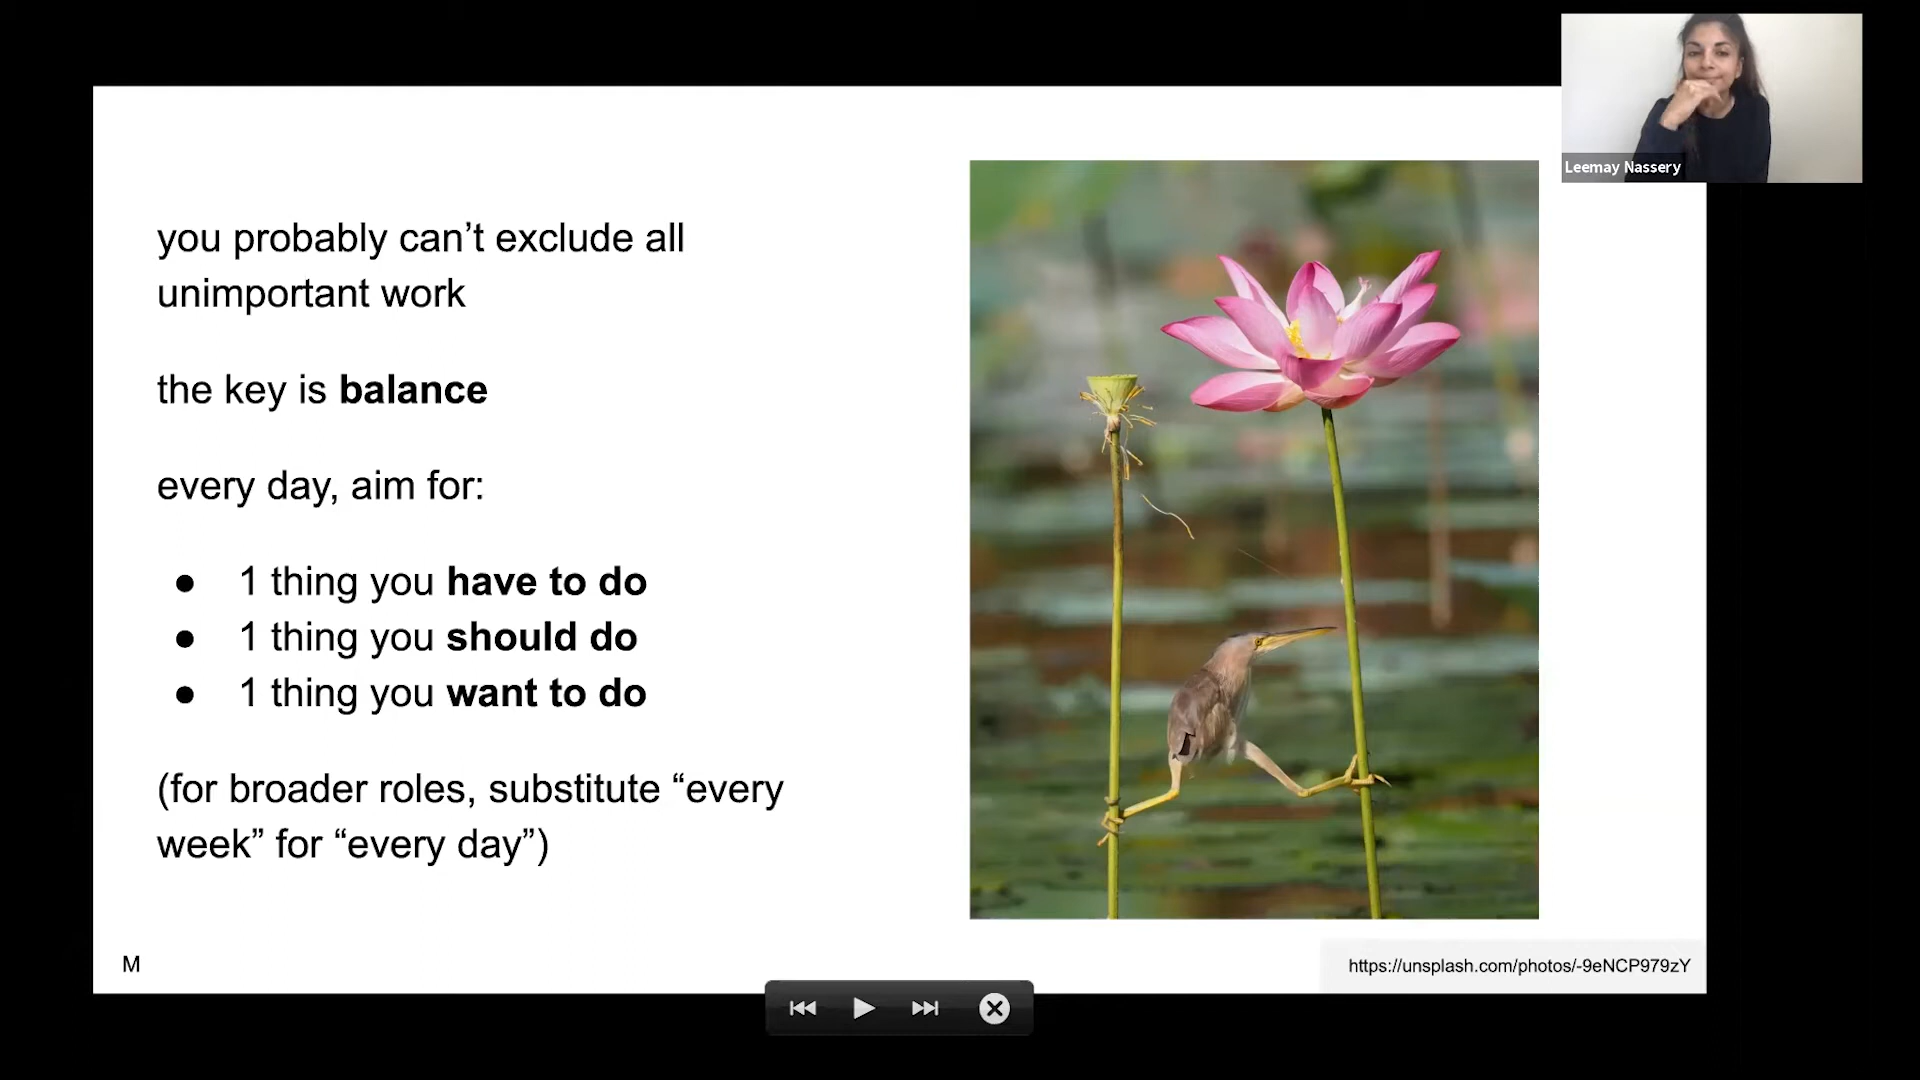 Leemay Nassery
you probably can’t exclude all
unimportant work
the key is balance
every day, aim for:
● 1 thing you have to do
● 1 thing you should do
● 1 thing you want to do
(for broader roles, substitute “every
week” for “every day”)
M
https://unsplash.com/photos/-9eNCP979zY